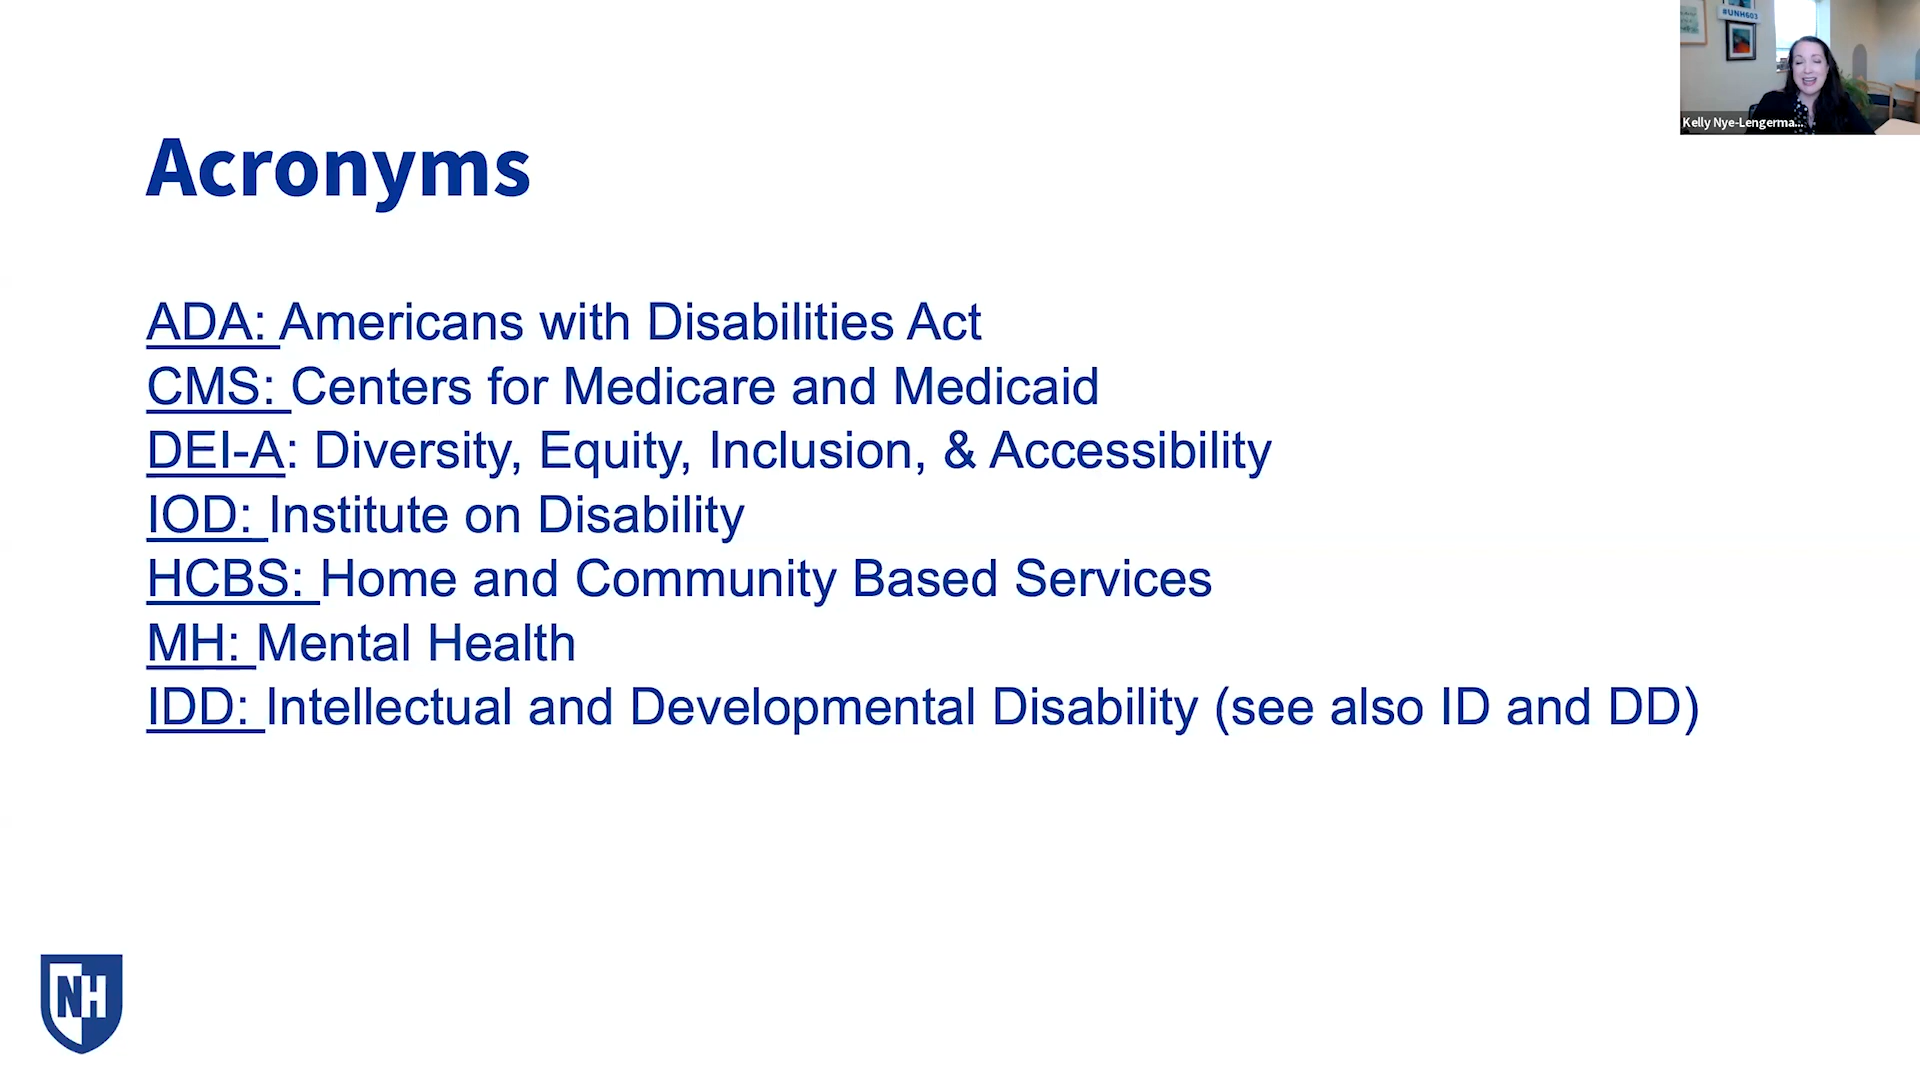 #UNH603
Kelly Nye-Lengerma...
Acronyms
ADA: Americans with Disabilities Act
CMS: Centers for Medicare and Medicaid
DEI-A: Diversity, Equity, Inclusion, & Accessibility
IOD: Institute on Disability
HCBS: Home and Community Based Services
MH: Mental Health
IDD: Intellectual and Developmental Disability (see also ID and DD)
NH